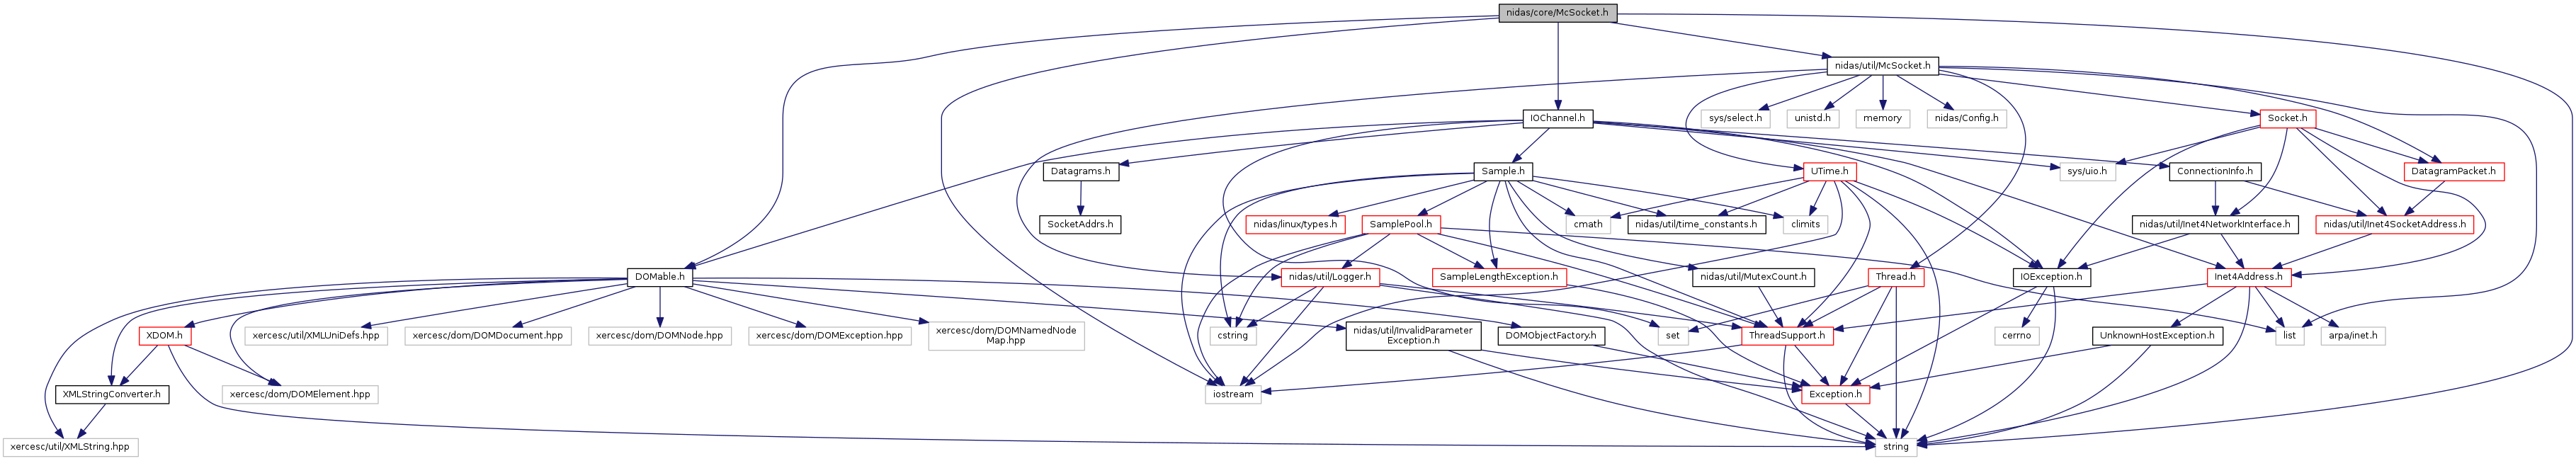 nidas/core/McSocket.h
nidas/util/McSocket.h
IOChannel.h
sys/select.h
unistd.h
memory
nidas/Config.h
Socket.h
Datagrams.h
Sample.h
UTime.h
sys/uio.h
ConnectionInfo.h
DatagramPacket.h
SocketAddrs.h
nidas/linux/types.h
SamplePool.h
cmath
nidas/util/time_constants.h
climits
nidas/util/Inet4NetworkInterface.h
nidas/util/Inet4SocketAddress.h
DOMable.h
nidas/util/Logger.h
SampleLengthException.h
nidas/util/MutexCount.h
Thread.h
IOException.h
Inet4Address.h
XDOM.h
xercesc/util/XMLUniDefs.hpp
xercesc/dom/DOMDocument.hpp
xercesc/dom/DOMNode.hpp
xercesc/dom/DOMException.hpp
xercesc/dom/DOMNamedNode
Map.hpp
cstring
nidas/util/InvalidParameter
Exception.h
DOMObjectFactory.h
set
ThreadSupport.h
cerrno
UnknownHostException.h
list
arpa/inet.h
XMLStringConverter.h
xercesc/dom/DOMElement.hpp
iostream
Exception.h
xercesc/util/XMLString.hpp
string